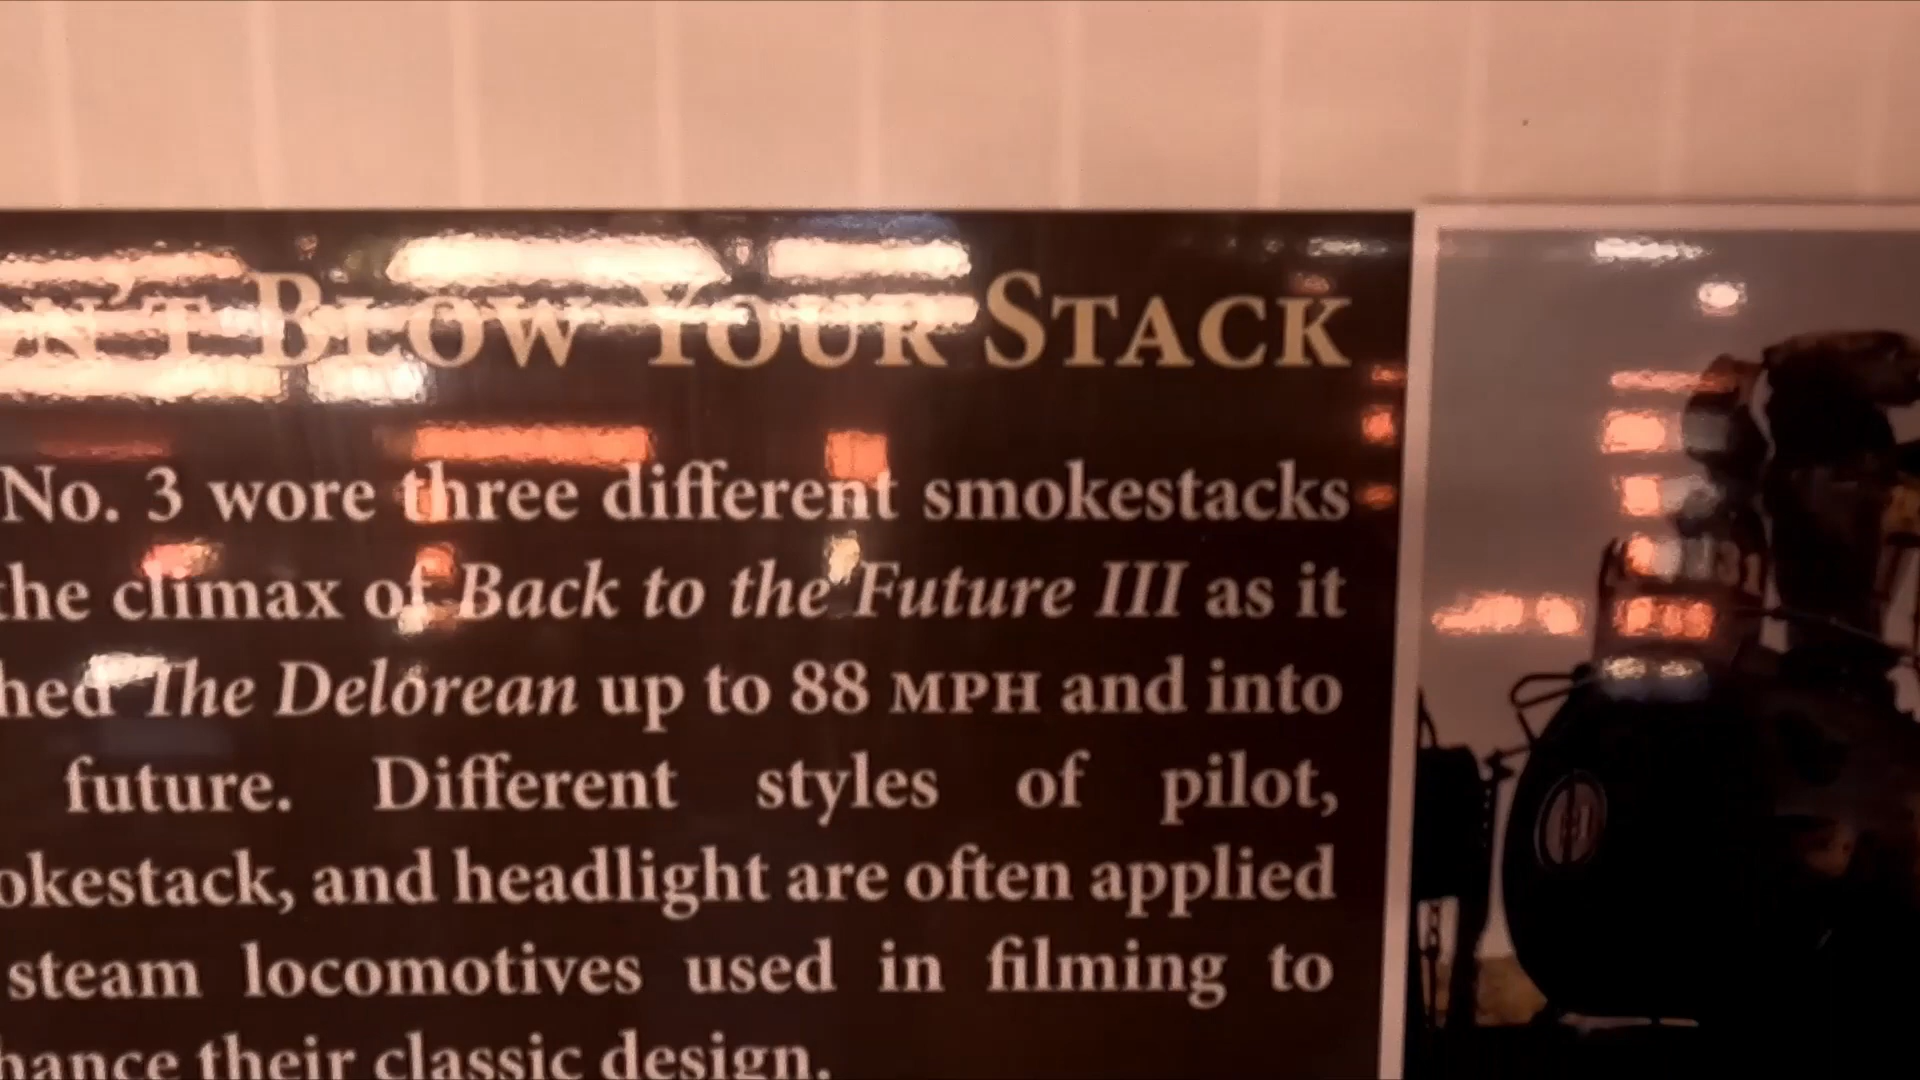 N'T BLOW YOUR STACK
No. 3 wore three different smokestacks
the climax of Back to the Future III as it
hed The Delorean up to 88 MPH and into
future. Different styles of pilot,
okestack, and headlight are often applied
steam locomotives used in filming to
hance their classic design.
131